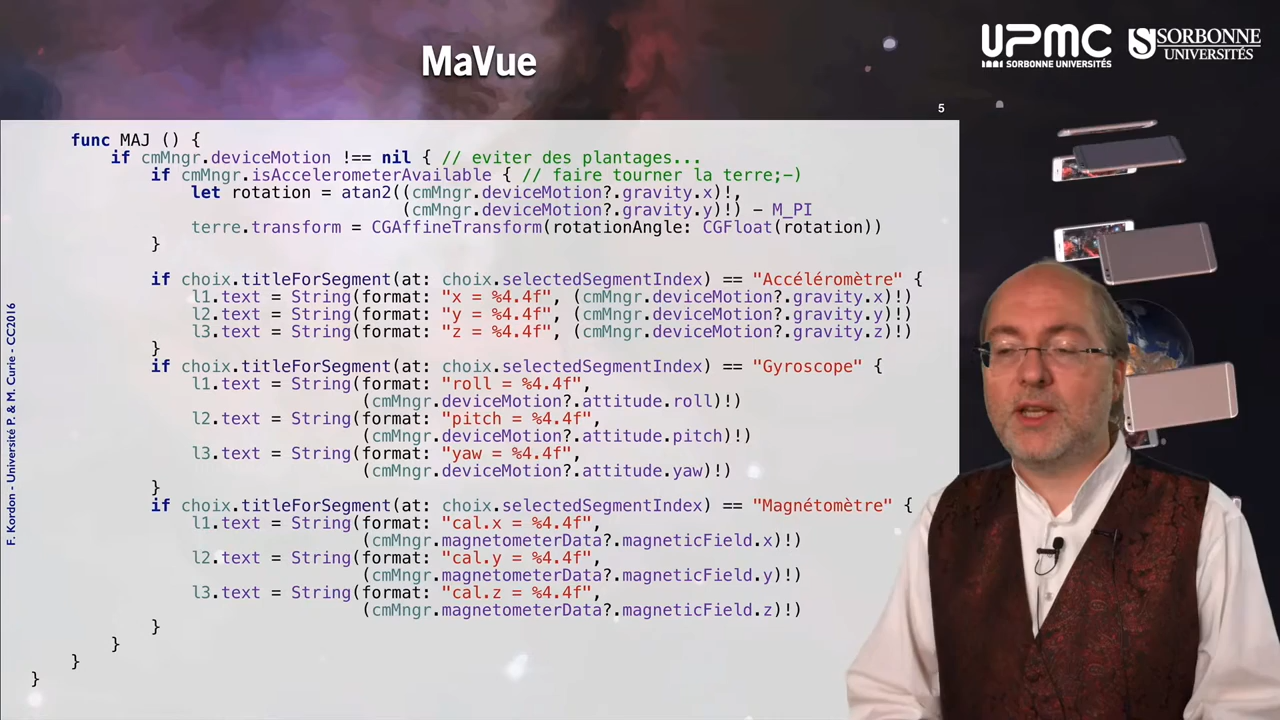 MaVue
UPMC
SORBONNE UNIVERSITÉS
SORBONNE
UNIVERSITÉS
5
func MAJ () {
if cmMngr.deviceMotion !== nil { // eviter des plantages...
if cmMngr.isAccelerometerAvailable { // faire tourner la terre;-)
let rotation = atan2((cmMngr.deviceMotion?.gravity.x)!,
(cmMngr.deviceMotion?.gravity.y)!) - M_PI
terre.transform = CGAffineTransform(rotationAngle: CGFloat(rotation))
}
if choix.titleForSegment(at: choix.selectedSegmentIndex) == "Accéléromètre" {
l1.text = String(format: "x = %4.4f", (cmMngr.deviceMotion?.gravity.x)!)
l2.text = String(format: "y = %4.4f", (cmMngr.deviceMotion?.gravity.y)!)
l3.text = String(format: "z = %4.4f", (cmMngr.deviceMotion?.gravity.z)!)
}
if choix.titleForSegment(at: choix.selectedSegmentIndex) == "Gyroscope" {
l1.text = String(format: "roll = %4.4f",
(cmMngr.deviceMotion?.attitude.roll)!)
l2.text = String(format: "pitch = %4.4f",
(cmMngr.deviceMotion?.attitude.pitch)!)
l3.text = String(format: "yaw = %4.4f",
(cmMngr.deviceMotion?.attitude.yaw)!)
}
if choix.titleForSegment(at: choix.selectedSegmentIndex) == "Magnétomètre" {
l1.text = String(format: "cal.x = %4.4f",
(cmMngr.magnetometerData?.magneticField.x)!)
l2.text = String(format: "cal.y = %4.4f",
(cmMngr.magnetometerData?.magneticField.y)!)
l3.text = String(format: "cal.z = %4.4f",
(cmMngr.magnetometerData?.magneticField.z)!)
}
}
}
}
F. Kordon - Université P. & M. Curie - CC2016